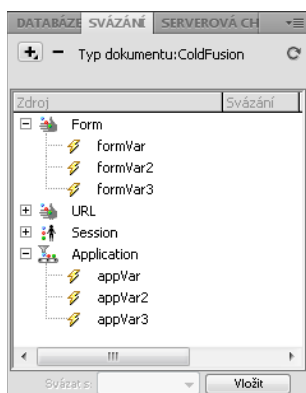 DATABÁZE SVÁZÁNÍ SERVEROVÁ CH
Typ dokumentu:ColdFusion
Zdroj Svázání
Form
formVar
formVar2
formVar3
URL
Session
Application
appVar
appVar2
appVar3
Svázat s: Vložit